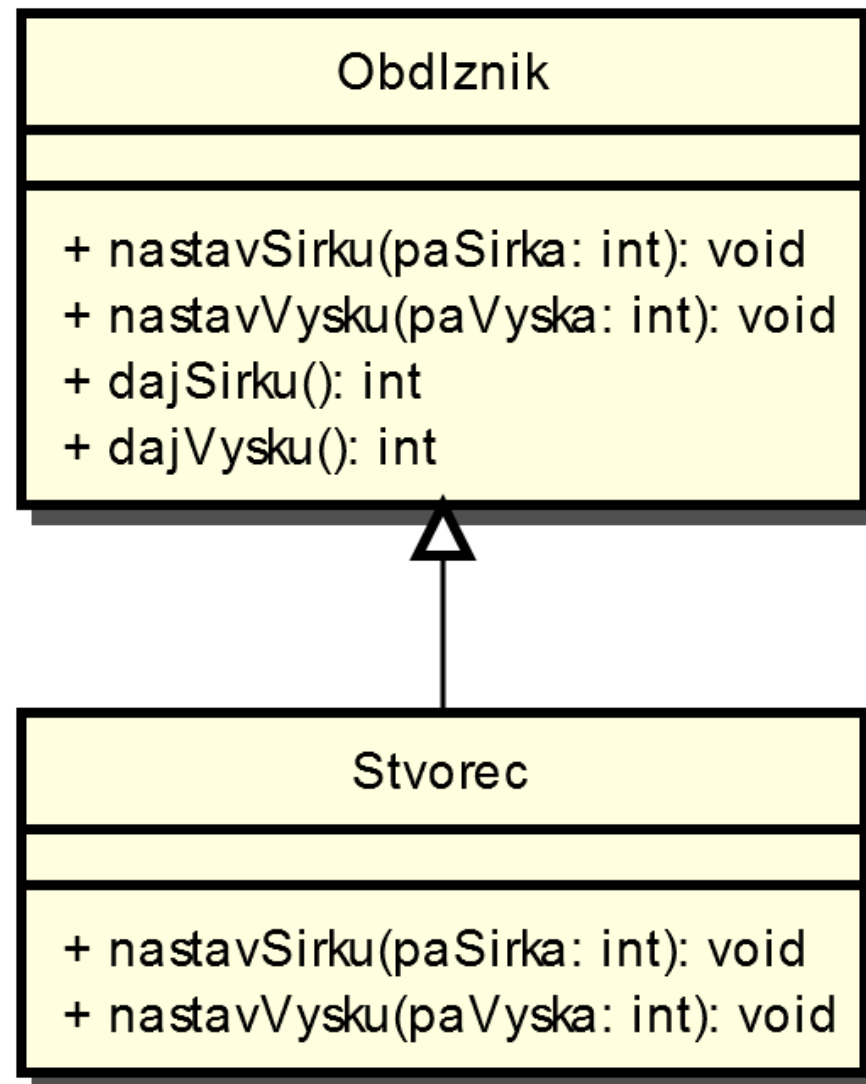 Obdlznik
+ nastavSirku(paSirka: int): void
+ nastavVysku(paVyska: int): void
+ dajSirku(): int
+ dajVysku(): int
Stvorec
+ nastavSirku(paSirka: int): void
+ nastavVysku(paVyska: int): void